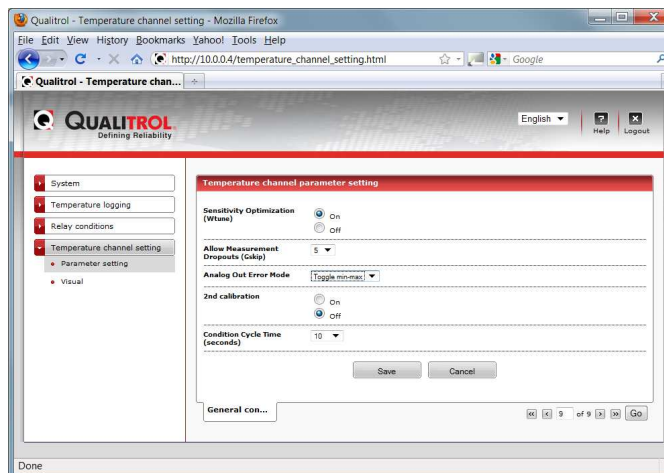 Qualitrol - Temperature channel setting - Mozilla Firefox
File Edit View History Bookmarks Yahoo! Tools Help
http://10.0.0.4/temperature_channel_setting.html
Google
Qualitrol - Temperature chan...
QUALITROL
Defining Reliability
English
Help
Logout
System
Temperature logging
Relay conditions
Temperature channel setting
Parameter setting
Visual
Temperature channel parameter setting
Sensitivity Optimization (Wtune)
On
Off
Allow Measurement Dropouts (Gskip)
5
Analog Out Error Mode
Toggle min-max
2nd calibration
On
Off
Condition Cycle Time (seconds)
10
Save
Cancel
General con...
9 of 9
Go
Done